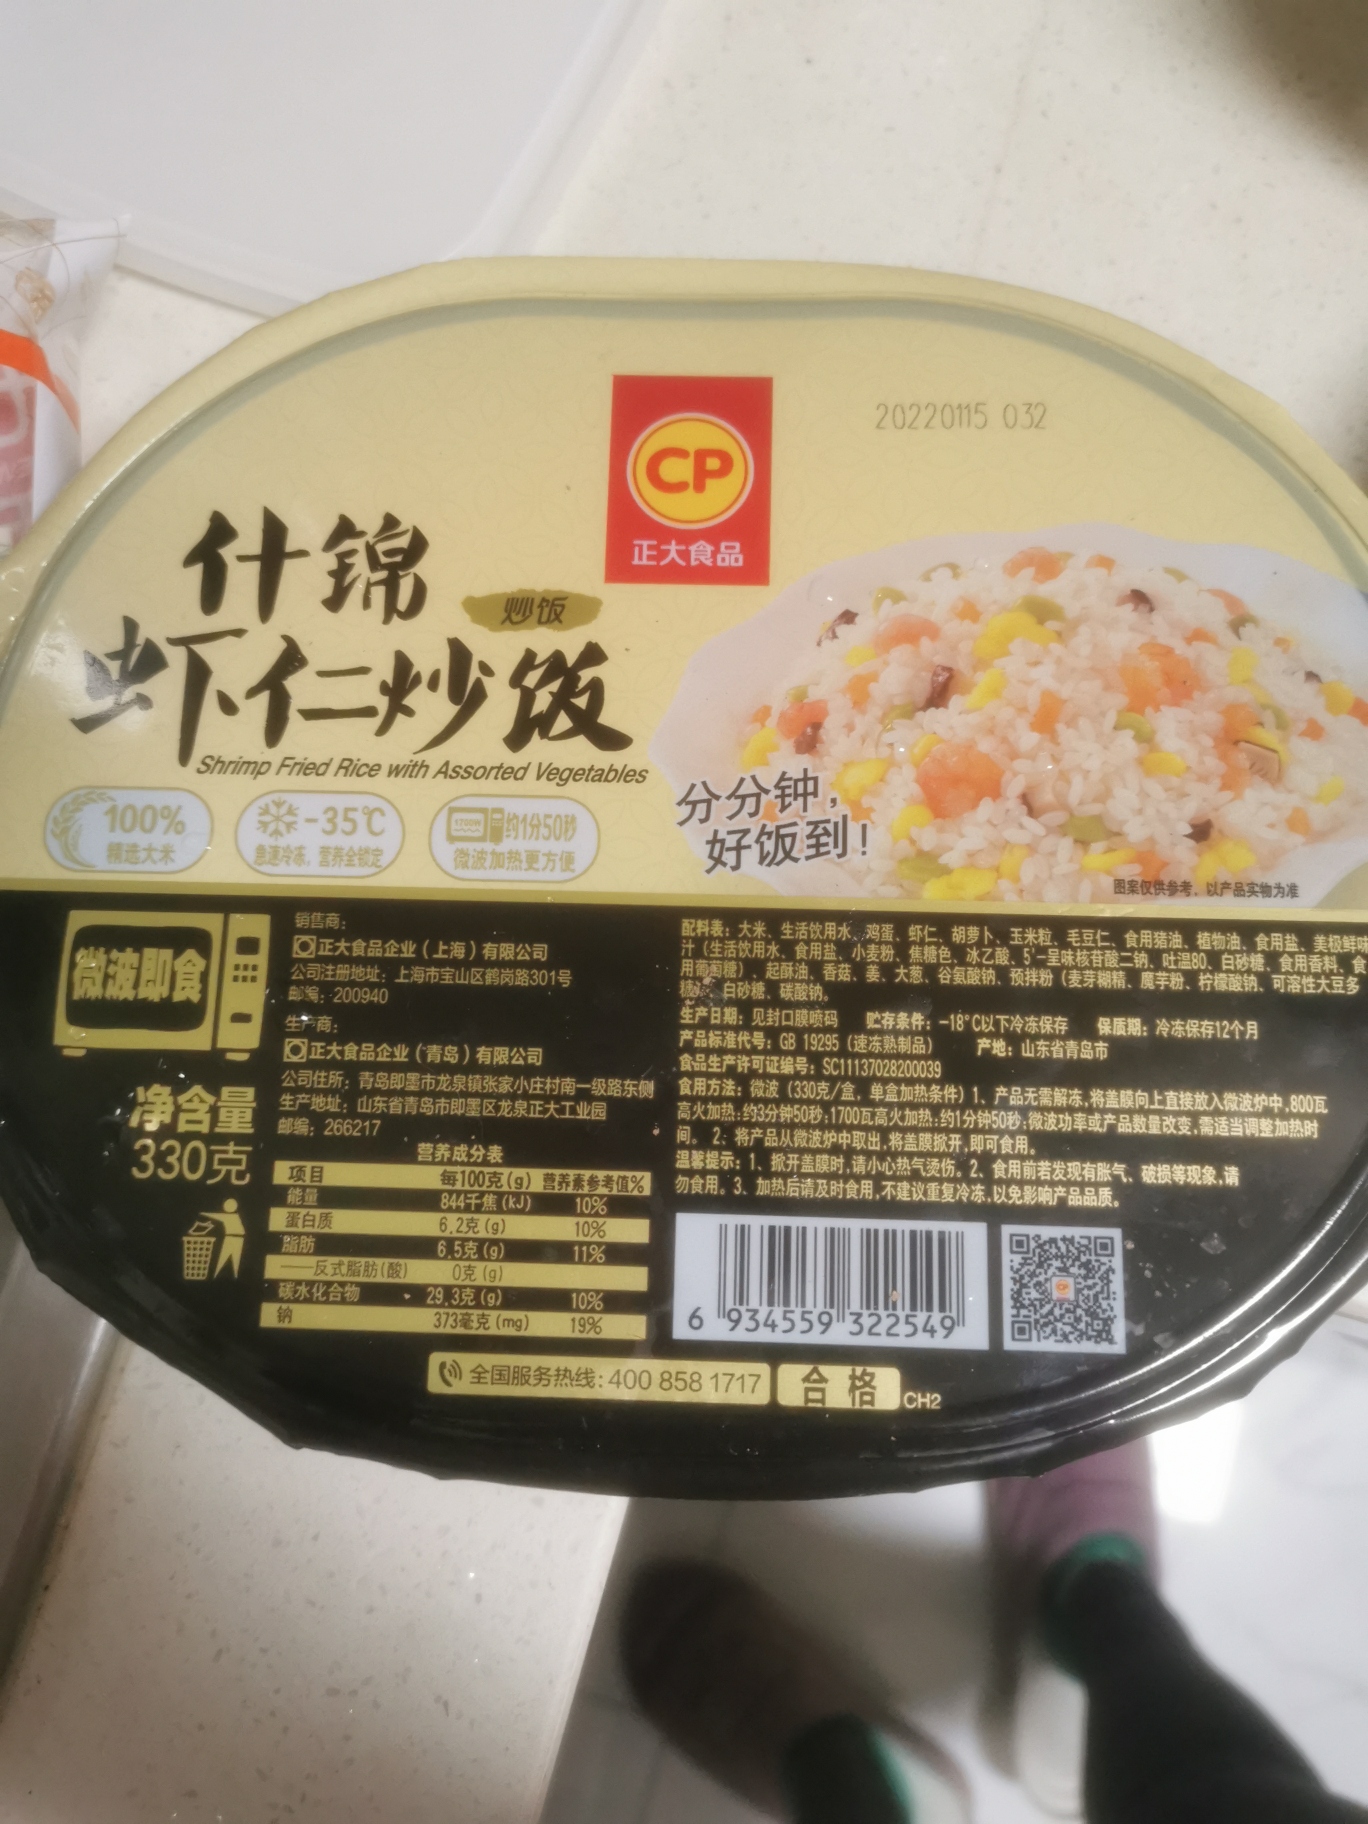 20220115 032
CP
正大食品
什锦
炒饭
虾仁炒饭
Shrimp Fried Rice with Assorted Vegetables
100%
精选大米
-35℃
急速冷冻，营养全锁定
1700W
约1分50秒
微波加热更方便
分分钟，
好饭到！
图案仅供参考，以产品实物为准
微波即食
净含量
330克
销售商：
正大食品企业（上海）有限公司
公司注册地址：上海市宝山区鹤岗路301号
邮编：200940
生产商：
正大食品企业（青岛）有限公司
公司住所：青岛即墨市龙泉镇张家小庄村南一级路东侧
生产地址：山东省青岛市即墨区龙泉正大工业园
邮编：266217
营养成分表
项目 每100克(g) 营养素参考值%
能量 844千焦(kJ) 10%
蛋白质 6.2克(g) 10%
脂肪 6.5克(g) 11%
——反式脂肪(酸) 0克(g)
碳水化合物 29.3克(g) 10%
钠 373毫克(mg) 19%
配料表：大米、生活饮用水、鸡蛋、虾仁、胡萝卜、玉米粒、毛豆仁、食用猪油、植物油、食用盐、美极鲜味
汁（生活饮用水、食用盐、小麦粉、焦糖色、冰乙酸、5'-呈味核苷酸二钠、吐温80、白砂糖、食用香料、食
用葡萄糖）、起酥油、香菇、姜、大葱、谷氨酸钠、预拌粉（麦芽糊精、魔芋粉、柠檬酸钠、可溶性大豆多
糖）、白砂糖、碳酸钠。
生产日期：见封口膜喷码 贮存条件：-18°C以下冷冻保存 保质期：冷冻保存12个月
产品标准代号：GB 19295（速冻熟制品） 产地：山东省青岛市
食品生产许可证编号：SC11137028200039
食用方法：微波（330克/盒，单盒加热条件）1、产品无需解冻，将盖膜向上直接放入微波炉中，800瓦
高火加热：约3分钟50秒；1700瓦高火加热：约1分钟50秒；微波功率或产品数量改变，需适当调整加热时
间。2、将产品从微波炉中取出，将盖膜掀开，即可食用。
温馨提示：1、掀开盖膜时，请小心热气烫伤。2、食用前若发现有胀气、破损等现象，请
勿食用。3、加热后请及时食用，不建议重复冷冻，以免影响产品品质。
6 934559 322549
全国服务热线：400 858 1717
合格
CH2